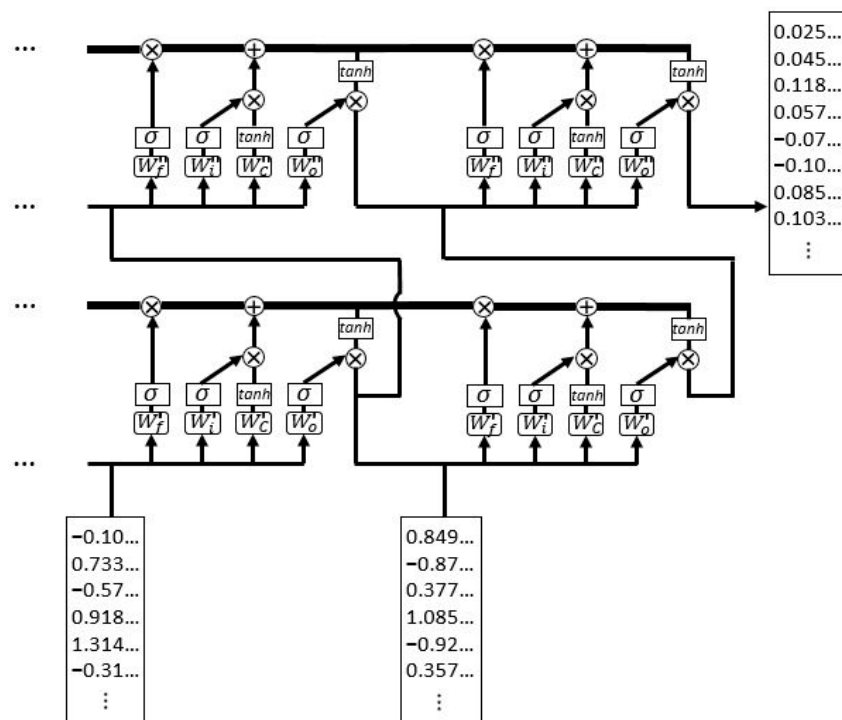 ... × + × +
0.025...
0.045...
0.118...
0.057...
−0.07...
−0.10...
0.085...
0.103...
⋮
tanh tanh
× × × ×
σ σ tanh σ σ σ tanh σ
W''f W''i W''C W''o W''f W''i W''C W''o
...
... × + × +
tanh tanh
× × × ×
σ σ tanh σ σ σ tanh σ
W'f W'i W'C W'o W'f W'i W'C W'o
...
−0.10...
0.733...
−0.57...
0.918...
1.314...
−0.31...
⋮
0.849...
−0.87...
0.377...
1.085...
−0.92...
0.357...
⋮